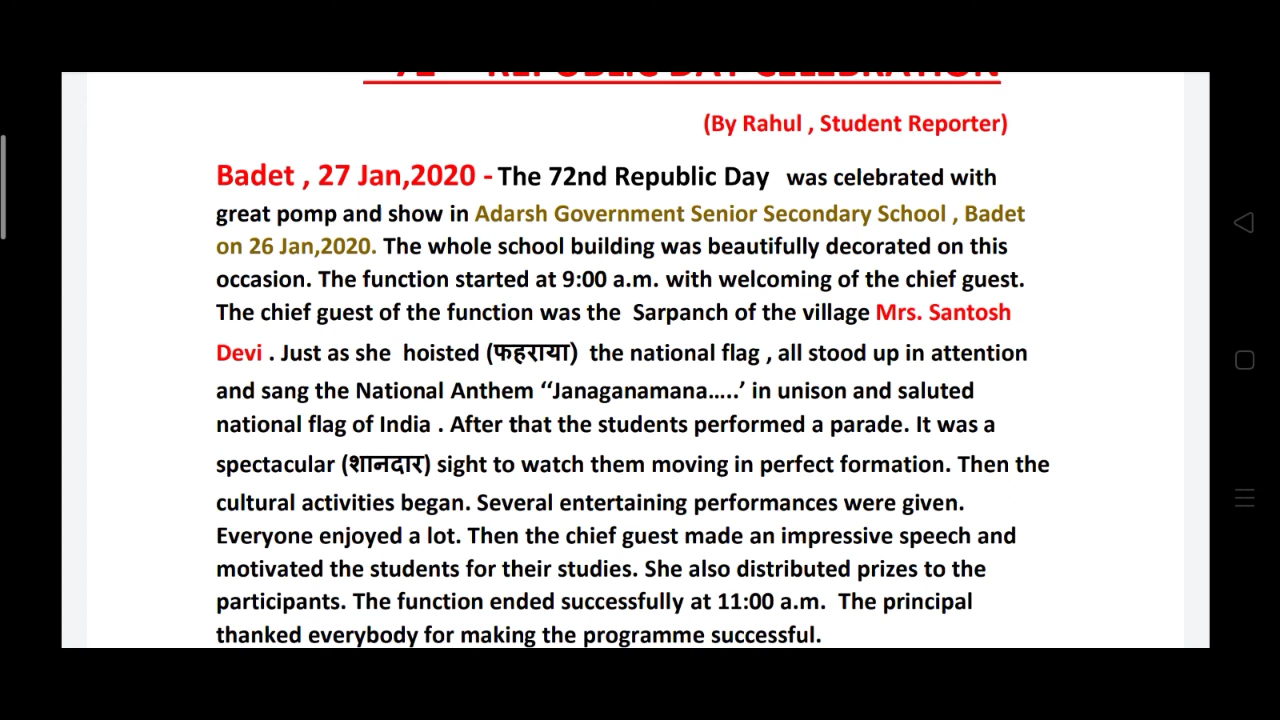 REPUBLIC DAY CELEBRATION
(By Rahul , Student Reporter)
Badet , 27 Jan,2020 - The 72nd Republic Day was celebrated with
great pomp and show in Adarsh Government Senior Secondary School , Badet
on 26 Jan,2020. The whole school building was beautifully decorated on this
occasion. The function started at 9:00 a.m. with welcoming of the chief guest.
The chief guest of the function was the Sarpanch of the village Mrs. Santosh
Devi . Just as she hoisted (फहराया) the national flag , all stood up in attention
and sang the National Anthem ‘‘Janaganamana.....’ in unison and saluted
national flag of India . After that the students performed a parade. It was a
spectacular (शानदार) sight to watch them moving in perfect formation. Then the
cultural activities began. Several entertaining performances were given.
Everyone enjoyed a lot. Then the chief guest made an impressive speech and
motivated the students for their studies. She also distributed prizes to the
participants. The function ended successfully at 11:00 a.m. The principal
thanked everybody for making the programme successful.